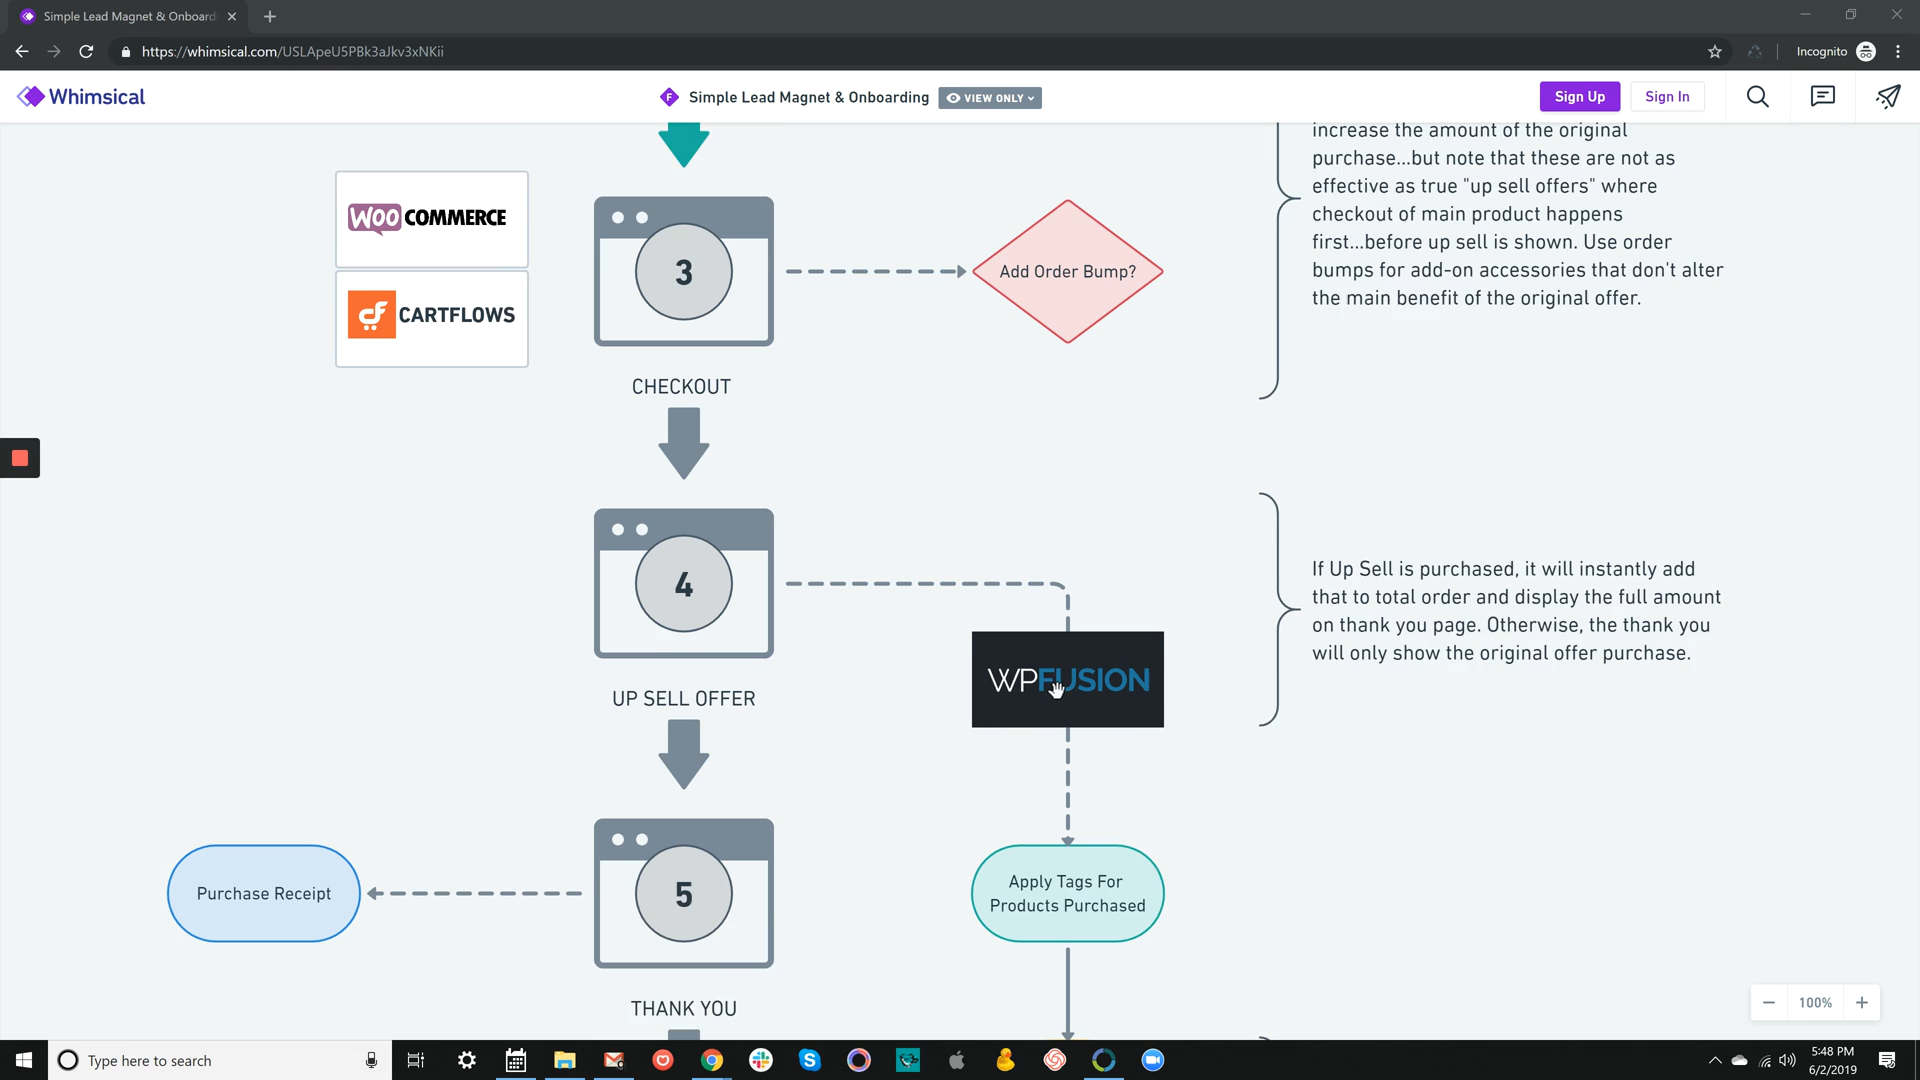 Simple Lead Magnet & Onboardi
https://whimsical.com/USLApeU5PBk3aJkv3xNKii
Incognito
Whimsical
Simple Lead Magnet & Onboarding
VIEW ONLY
Sign Up
Sign In
increase the amount of the original
purchase...but note that these are not as
effective as true "up sell offers" where
checkout of main product happens
first...before up sell is shown. Use order
bumps for add-on accessories that don't alter
the main benefit of the original offer.
WOO COMMERCE
CARTFLOWS
3
Add Order Bump?
CHECKOUT
4
If Up Sell is purchased, it will instantly add
that to total order and display the full amount
on thank you page. Otherwise, the thank you
will only show the original offer purchase.
WPFUSION
UP SELL OFFER
Purchase Receipt
5
Apply Tags For
Products Purchased
THANK YOU
100%
Type here to search
5:48 PM
6/2/2019